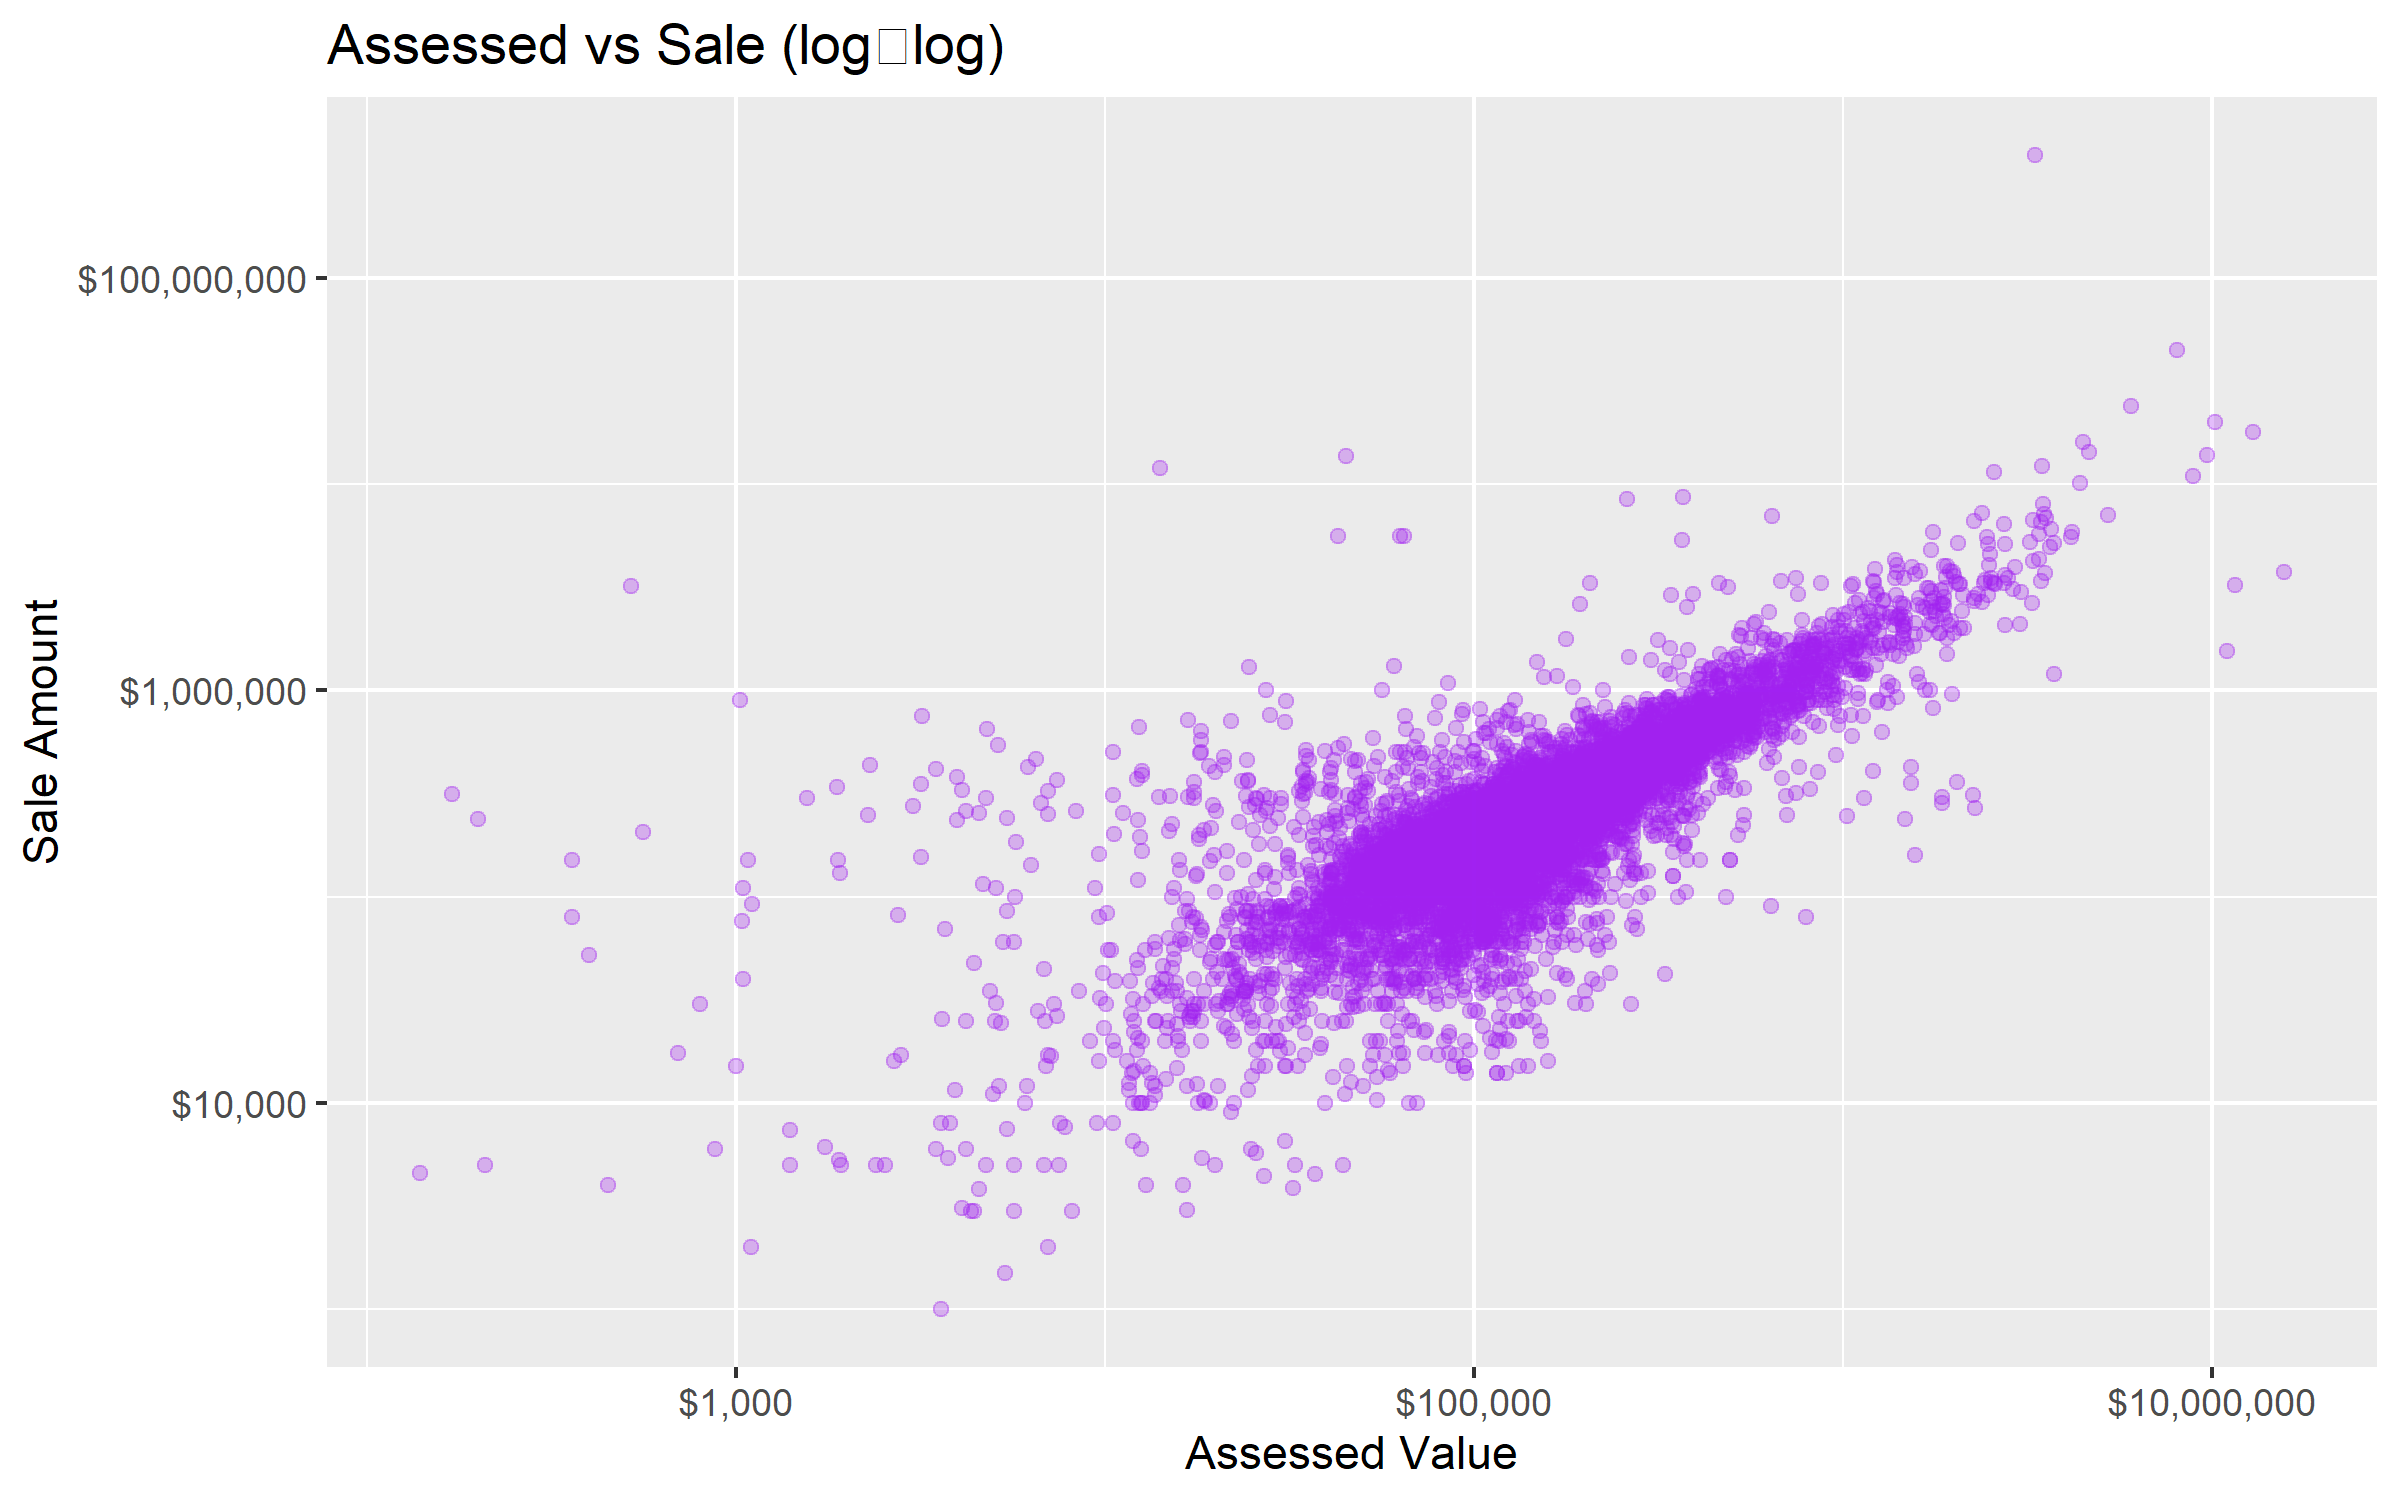 Assessed vs Sale (log□log)
$100,000,000
$1,000,000
$10,000
Sale Amount
$1,000
$100,000
$10,000,000
Assessed Value